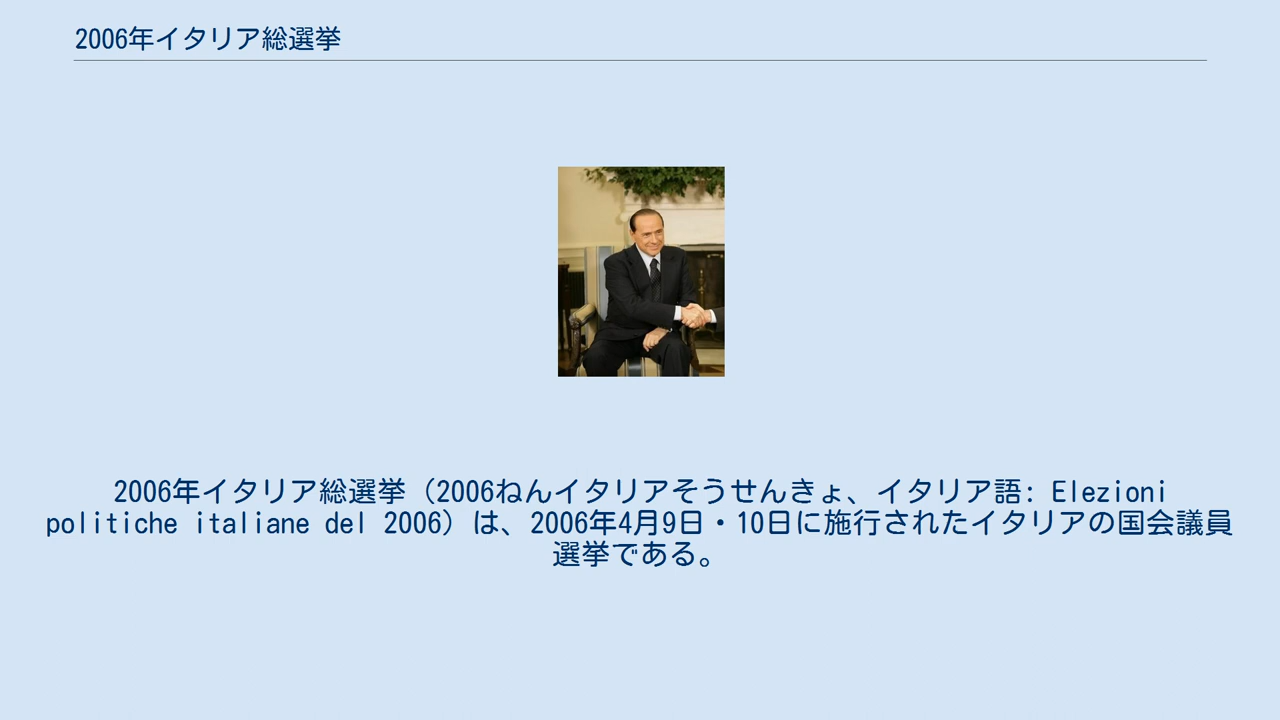 2006年イタリア総選挙
2006年イタリア総選挙（2006ねんイタリアそうせんきょ、イタリア語: Elezioni
politiche italiane del 2006）は、2006年4月9日・10日に施行されたイタリアの国会議員
選挙である。